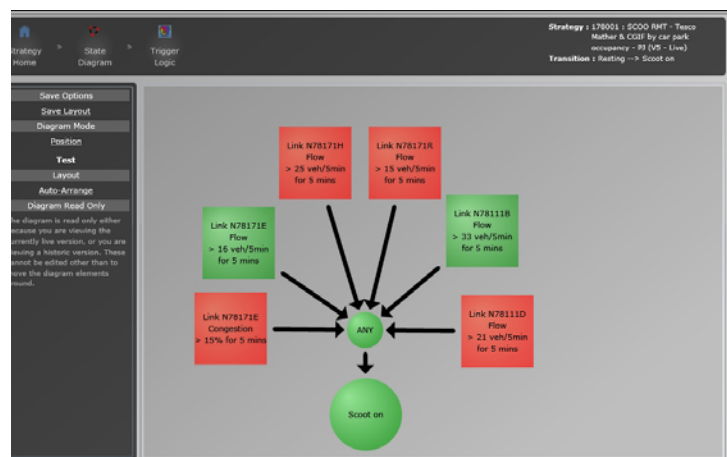 Strategy : 178001 : SCOO RMT - Tesco
Mather & CGIF by car park
occupancy - PJ (V5 - Live)
Transition : Resting --> Scoot on
Strategy
Home
>
State
Diagram
>
Trigger
Logic
Save Options
Save Layout
Diagram Mode
Position
Test
Layout
Auto-Arrange
Diagram Read Only
The diagram is read only either
because you are viewing the
currently live version, or you are
viewing a historic version. These
cannot be edited other than to
move the diagram elements
around.
Link N78171H
Flow
> 25 veh/5min
for 5 mins
Link N78171R
Flow
> 15 veh/5min
for 5 mins
Link N78171E
Flow
> 16 veh/5min
for 5 mins
Link N78111B
Flow
> 33 veh/5min
for 5 mins
Link N78171E
Congestion
> 15% for 5 mins
ANY
Link N78111D
Flow
> 21 veh/5min
for 5 mins
Scoot on